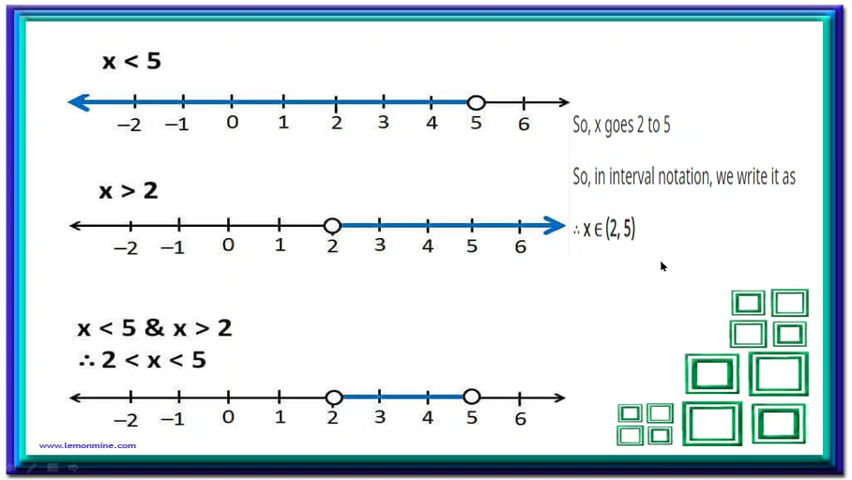 x < 5
–2 –1 0 1 2 3 4 5 6
So, x goes 2 to 5
So, in interval notation, we write it as
∴ x ∈ (2, 5)
x > 2
–2 –1 0 1 2 3 4 5 6
x < 5 & x > 2
∴ 2 < x < 5
–2 –1 0 1 2 3 4 5 6
www.lemonmine.com